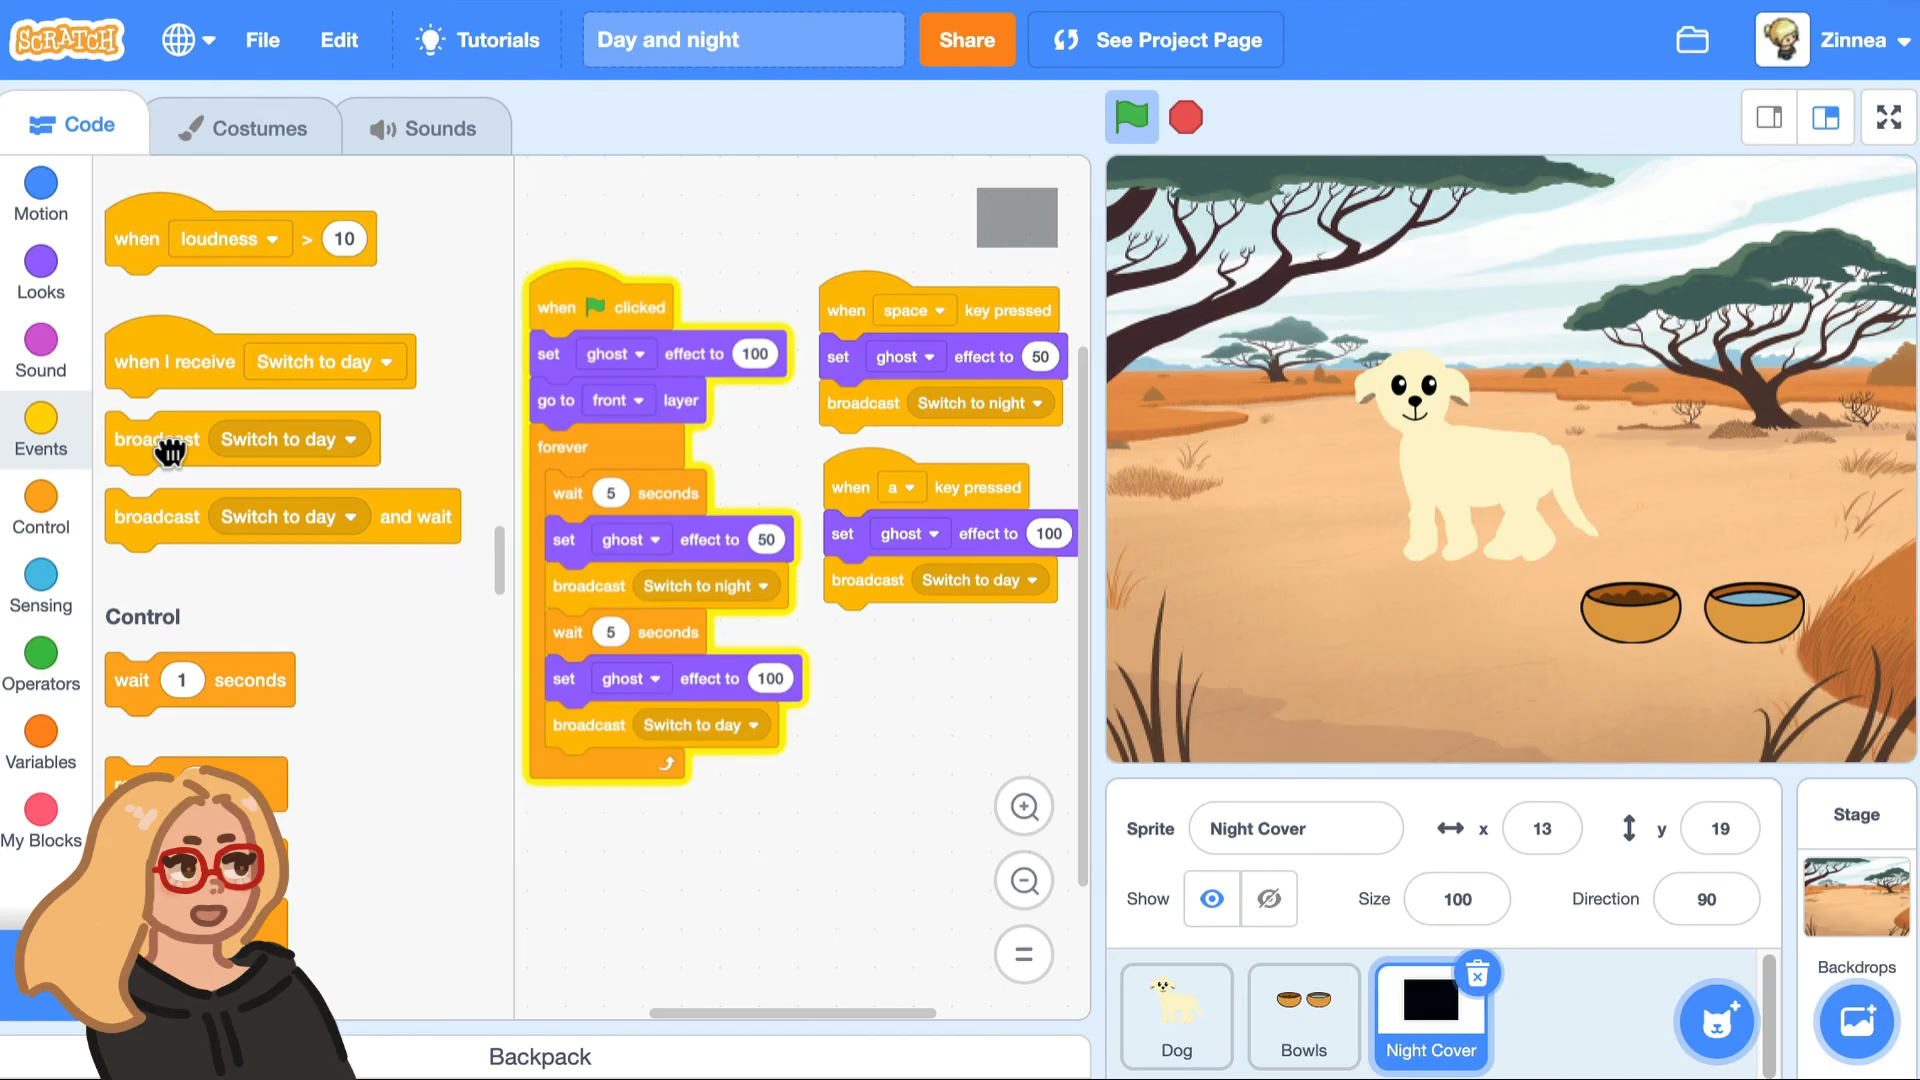 SCRATCH
File
Edit
Tutorials
Day and night
Share
See Project Page
Zinnea
Code
Costumes
Sounds
Motion
Looks
Sound
Events
Control
Sensing
Operators
Variables
My Blocks
when loudness > 10
when I receive Switch to day
broadcast Switch to day
broadcast Switch to day and wait
Control
wait 1 seconds
when clicked
set ghost effect to 100
go to front layer
forever
wait 5 seconds
set ghost effect to 50
broadcast Switch to night
wait 5 seconds
set ghost effect to 100
broadcast Switch to day
when space key pressed
set ghost effect to 50
broadcast Switch to night
when a key pressed
set ghost effect to 100
broadcast Switch to day
Backpack
Sprite Night Cover x 13 y 19
Show Size 100 Direction 90
Dog
Bowls
Night Cover
Stage
Backdrops